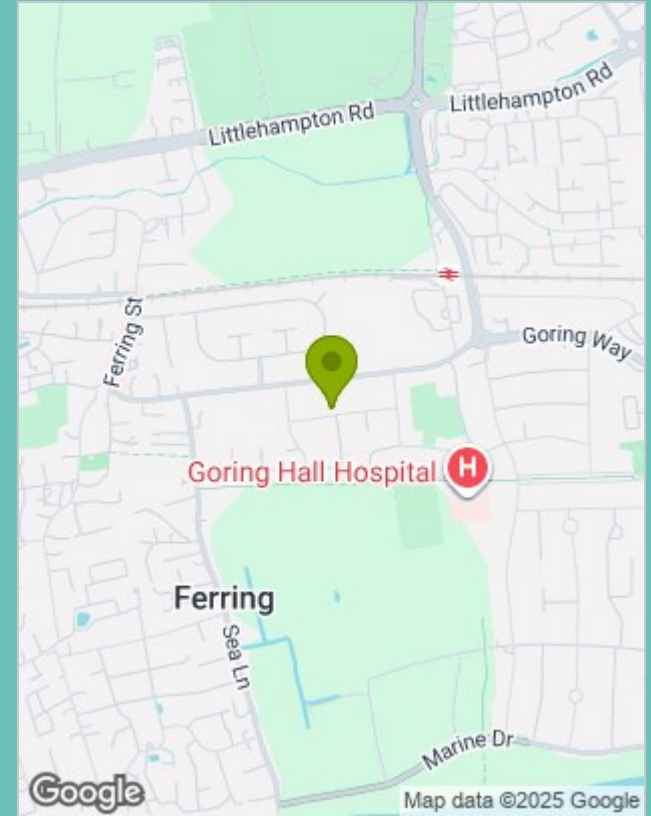 Littlehampton Rd
Littlehampton Rd
Ferring St
Goring Way
Goring Hall Hospital
H
Ferring
Sea Ln
Marine Dr
Google
Map data ©2025 Google